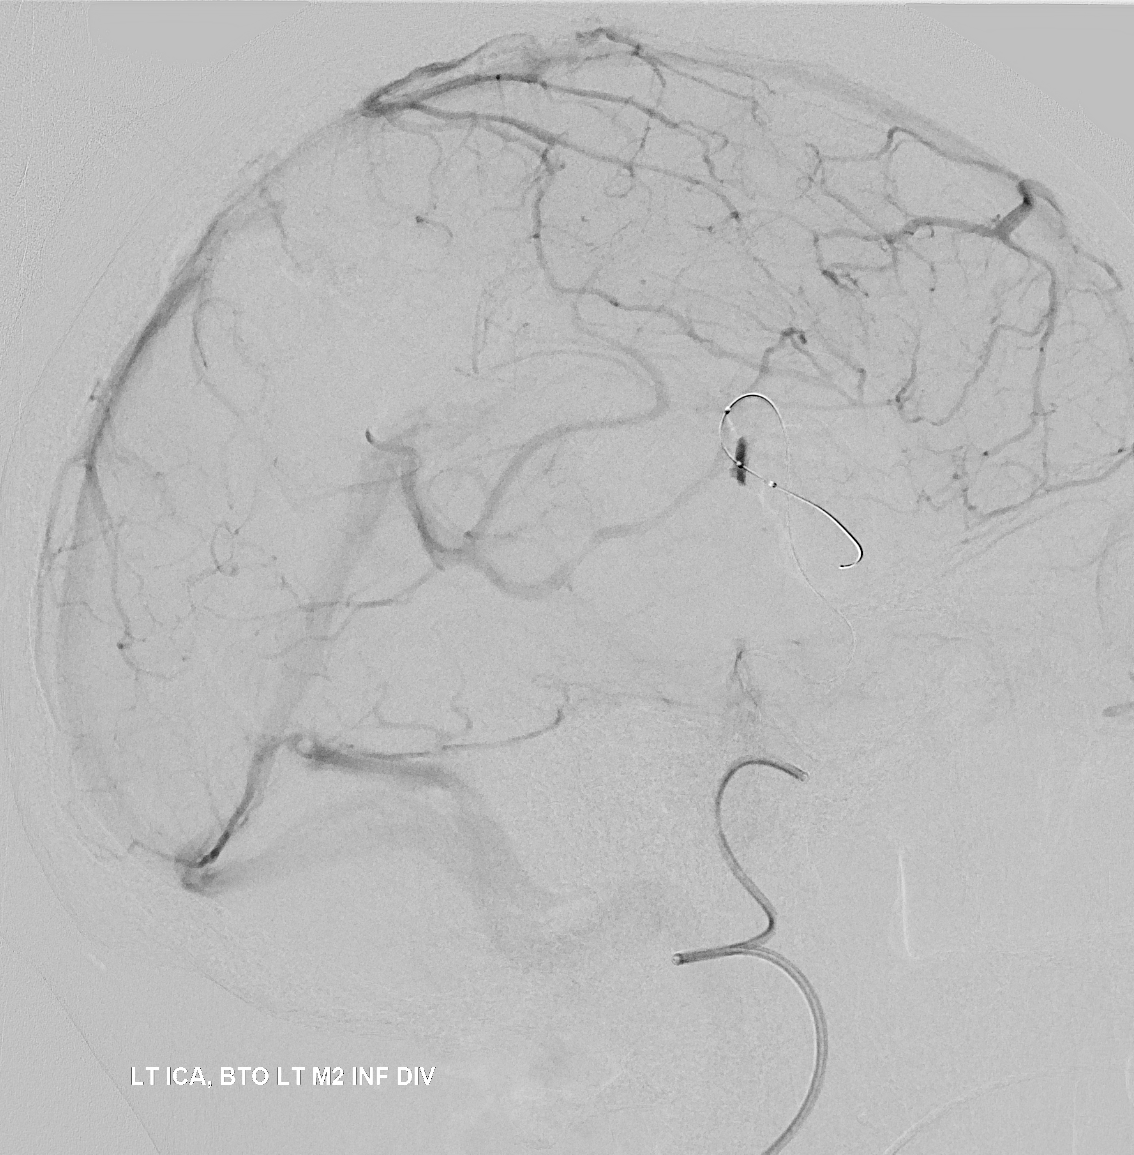 LT ICA, BTO LT M2 INF DIV